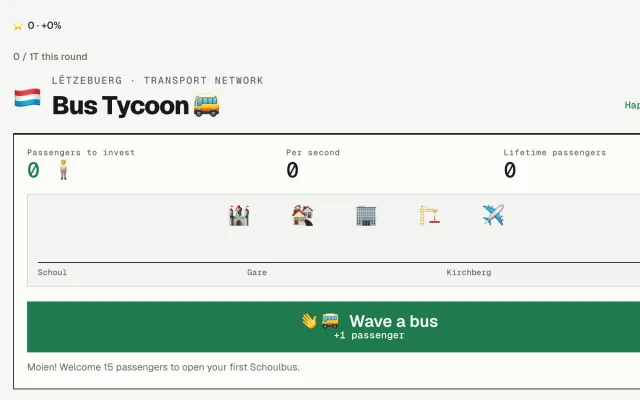 ⭐ 0 · +0%
0 / 1T this round
LËTZEBUERG · TRANSPORT NETWORK
Bus Tycoon 🚌
Passengers to invest
Per second
Lifetime passengers
0
0
0
Schoul
Gare
Kirchberg
👋🚌 Wave a bus
+1 passenger
Moien! Welcome 15 passengers to open your first Schoulbus.